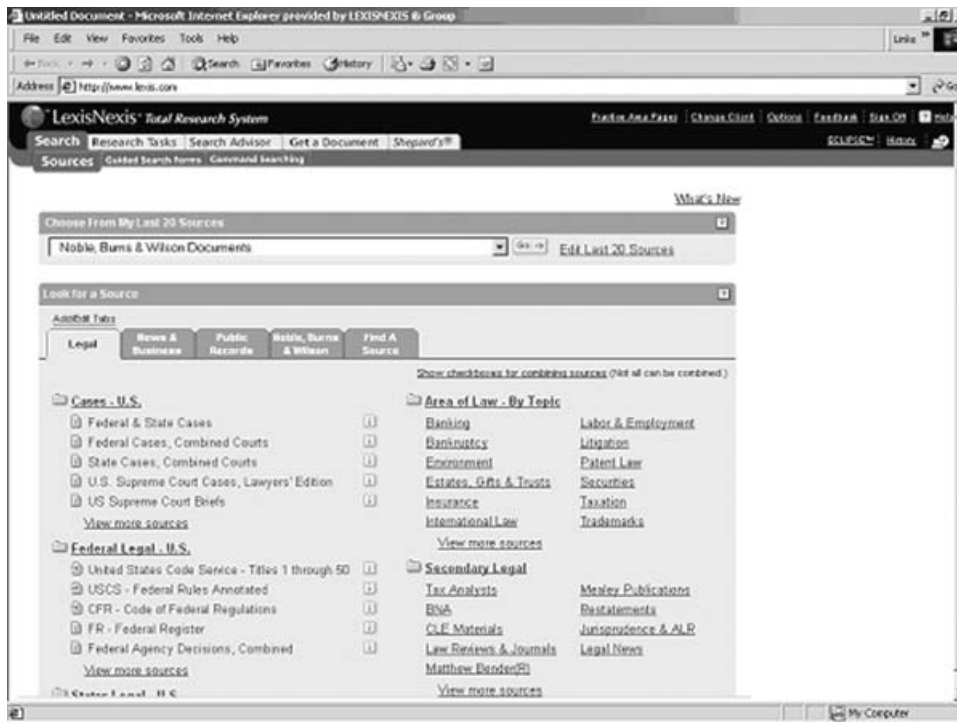 Untitled Document - Microsoft Internet Explorer provided by LEXISNEXIS & Group
File Edit View Favorites Tools Help
Links »
Back Search Favorites History
Address http://www.lexis.com Go
LexisNexis™ Total Research System
Practice Area Pages Change Client Options Feedback Sign Off Help
Search Research Tasks Search Advisor Get a Document Shepard's®
ECLIPSE™ History
Sources Guided Search Forms Command Searching
What's New
Choose From My Last 20 Sources
Noble, Burns & Wilson Documents Go → Edit Last 20 Sources
Look for a Source
Add/Edit Tabs
Legal News & Business Public Records Noble, Burns & Wilson Find A Source
Show checkboxes for combining sources (Not all can be combined.)
Cases - U.S.
Federal & State Cases
Federal Cases, Combined Courts
State Cases, Combined Courts
U.S. Supreme Court Cases, Lawyers' Edition
US Supreme Court Briefs
View more sources
Federal Legal - U.S.
United States Code Service - Titles 1 through 50
USCS - Federal Rules Annotated
CFR - Code of Federal Regulations
FR - Federal Register
Federal Agency Decisions, Combined
View more sources
States Legal - U.S.
Area of Law - By Topic
Banking Labor & Employment
Bankruptcy Litigation
Environment Patent Law
Estates, Gifts & Trusts Securities
Insurance Taxation
International Law Trademarks
View more sources
Secondary Legal
Tax Analysts Mealey Publications
BNA Restatements
CLE Materials Jurisprudence & ALR
Law Reviews & Journals Legal News
Matthew Bender(R)
View more sources
My Computer